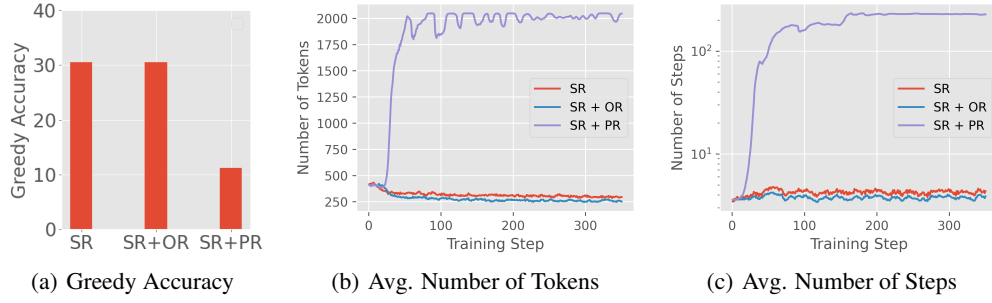 40
30
20
10
0
Greedy Accuracy
SR
SR+OR
SR+PR
(a) Greedy Accuracy
2000
1750
1500
1250
1000
750
500
250
Number of Tokens
SR
SR + OR
SR + PR
0
100
200
300
Training Step
(b) Avg. Number of Tokens
10²
10¹
Number of Steps
SR
SR + OR
SR + PR
0
100
200
300
Training Step
(c) Avg. Number of Steps